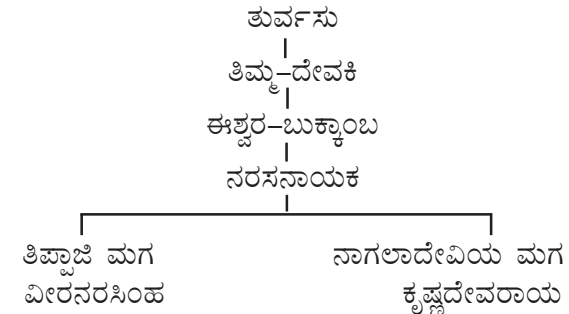 ತುರ್ವಸು
ತಿಮ್ಮ–ದೇವಕಿ
ಈಶ್ವರ–ಬುಕ್ಕಾಂಬ
ನರಸನಾಯಕ
ತಿಪ್ಪಾಜಿ ಮಗ
ವೀರನರಸಿಂಹ
ನಾಗಲಾದೇವಿಯ ಮಗ
ಕೃಷ್ಣದೇವರಾಯ